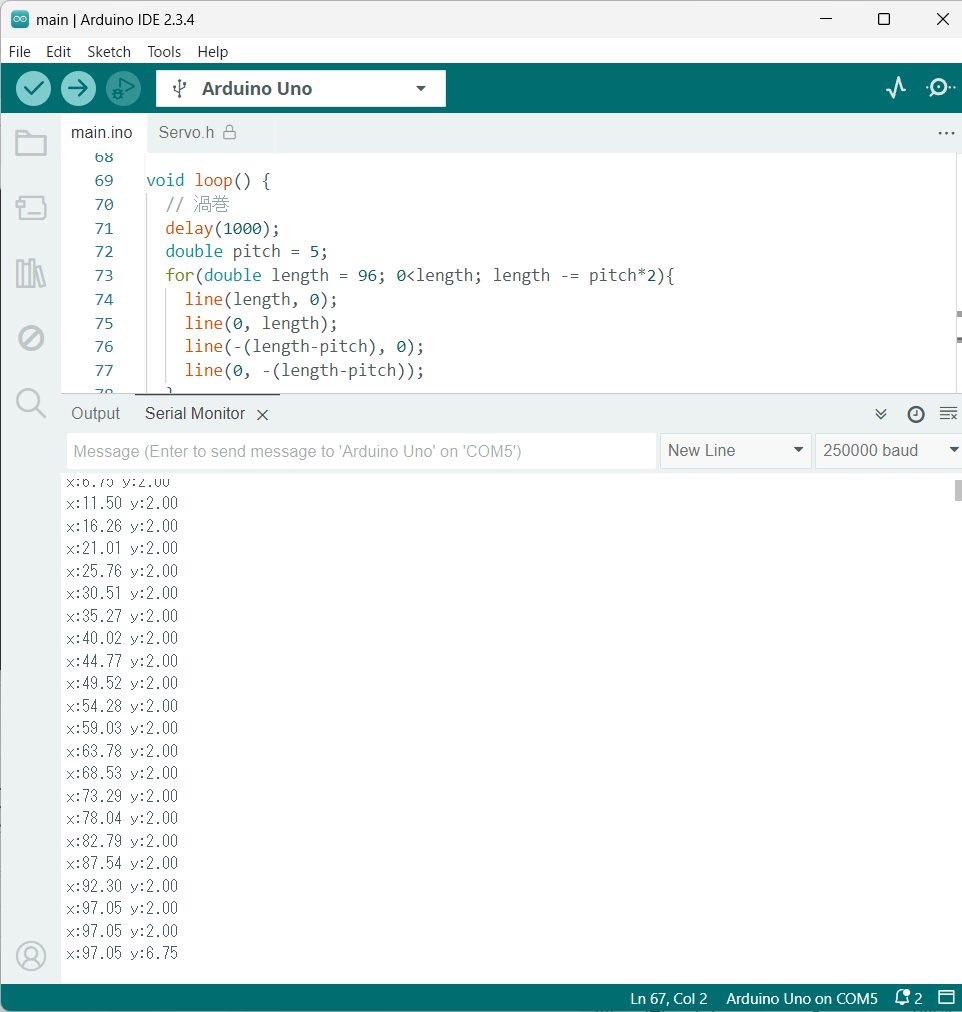 main | Arduino IDE 2.3.4
File Edit Sketch Tools Help
Arduino Uno
main.ino Servo.h
68
69 void loop() {
70 // 渦巻
71 delay(1000);
72 double pitch = 5;
73 for(double length = 96; 0<length; length -= pitch*2){
74 line(length, 0);
75 line(0, length);
76 line(-(length-pitch), 0);
77 line(0, -(length-pitch));
78 }
Output Serial Monitor
Message (Enter to send message to 'Arduino Uno' on 'COM5')
New Line
250000 baud
x:6.75 y:2.00
x:11.50 y:2.00
x:16.26 y:2.00
x:21.01 y:2.00
x:25.76 y:2.00
x:30.51 y:2.00
x:35.27 y:2.00
x:40.02 y:2.00
x:44.77 y:2.00
x:49.52 y:2.00
x:54.28 y:2.00
x:59.03 y:2.00
x:63.78 y:2.00
x:68.53 y:2.00
x:73.29 y:2.00
x:78.04 y:2.00
x:82.79 y:2.00
x:87.54 y:2.00
x:92.30 y:2.00
x:97.05 y:2.00
x:97.05 y:2.00
x:97.05 y:6.75
Ln 67, Col 2 Arduino Uno on COM5 2